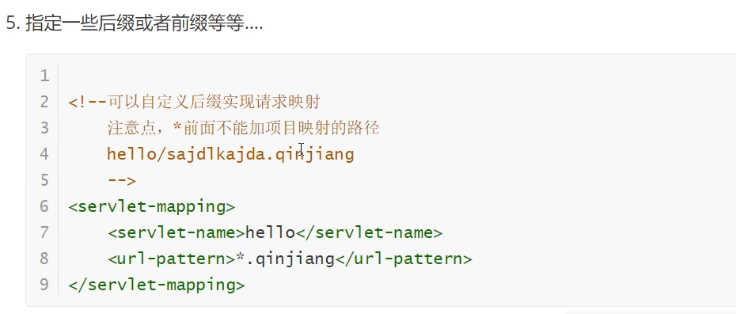 5. 指定一些后缀或者前缀等等....
1
2 <!--可以自定义后缀实现请求映射
3 注意点，*前面不能加项目映射的路径
4 hello/sajdlkajda.qinjiang
5 -->
6 <servlet-mapping>
7 <servlet-name>hello</servlet-name>
8 <url-pattern>*.qinjiang</url-pattern>
9 </servlet-mapping>